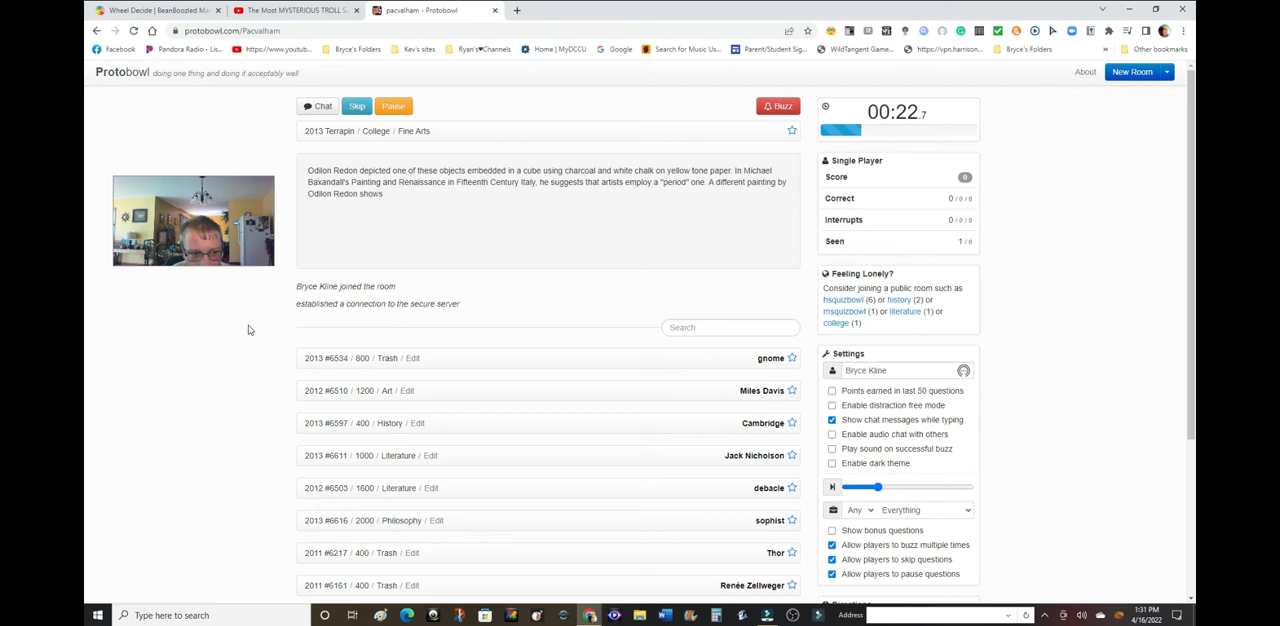 Wheel Decide | BeanBoozled Ma
The Most MYSTERIOUS TROLL S
pacvalham - Protobowl
protobowl.com/Pacvalham
Facebook
Pandora Radio - Lis...
https://www.youtub...
Bryce's Folders
Kev's sites
Ryan's♥Channels
Home | MyDCCU
Google
Search for Music Us...
Parent/Student Sig...
WildTangent Game...
https://vpn.harrison...
Bryce's Folders
Other bookmarks
Protobowl doing one thing and doing it acceptably well
About
New Room
Chat
Skip
Pause
Buzz
2013 Terrapin / College / Fine Arts
Odilon Redon depicted one of these objects embedded in a cube using charcoal and white chalk on yellow tone paper. In Michael
Baxandall's Painting and Renaissance in Fifteenth Century Italy, he suggests that artists employ a "period" one. A different painting by
Odilon Redon shows
Bryce Kline joined the room
established a connection to the secure server
Search
2013 #6534 / 800 / Trash / Edit
gnome
2012 #6510 / 1200 / Art / Edit
Miles Davis
2013 #6597 / 400 / History / Edit
Cambridge
2013 #6611 / 1000 / Literature / Edit
Jack Nicholson
2012 #6503 / 1600 / Literature / Edit
debacle
2013 #6616 / 2000 / Philosophy / Edit
sophist
2011 #6217 / 400 / Trash / Edit
Thor
2011 #6161 / 400 / Trash / Edit
Renée Zellweger
00:22.7
Single Player
Score 0
Correct 0 / 0 / 0
Interrupts 0 / 0 / 0
Seen 1 / 0
Feeling Lonely?
Consider joining a public room such as
hsquizbowl (6) or history (2) or
msquizbowl (1) or literature (1) or
college (1)
Settings
Bryce Kline
Points earned in last 50 questions
Enable distraction free mode
Show chat messages while typing
Enable audio chat with others
Play sound on successful buzz
Enable dark theme
Any
Everything
Show bonus questions
Allow players to buzz multiple times
Allow players to skip questions
Allow players to pause questions
Type here to search
Address
1:31 PM
4/16/2022